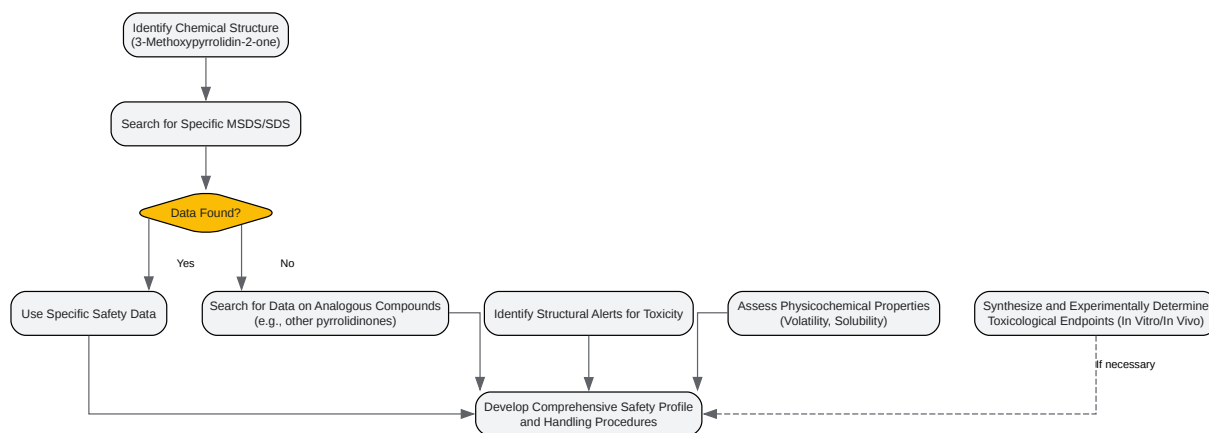 Identify Chemical Structure
(3-Methoxypyrrolidin-2-one)
Search for Specific MSDS/SDS
Data Found?
Yes
No
Use Specific Safety Data
Search for Data on Analogous Compounds
(e.g., other pyrrolidinones)
Identify Structural Alerts for Toxicity
Assess Physicochemical Properties
(Volatility, Solubility)
Synthesize and Experimentally Determine
Toxicological Endpoints (In Vitro/In Vivo)
If necessary
Develop Comprehensive Safety Profile
and Handling Procedures